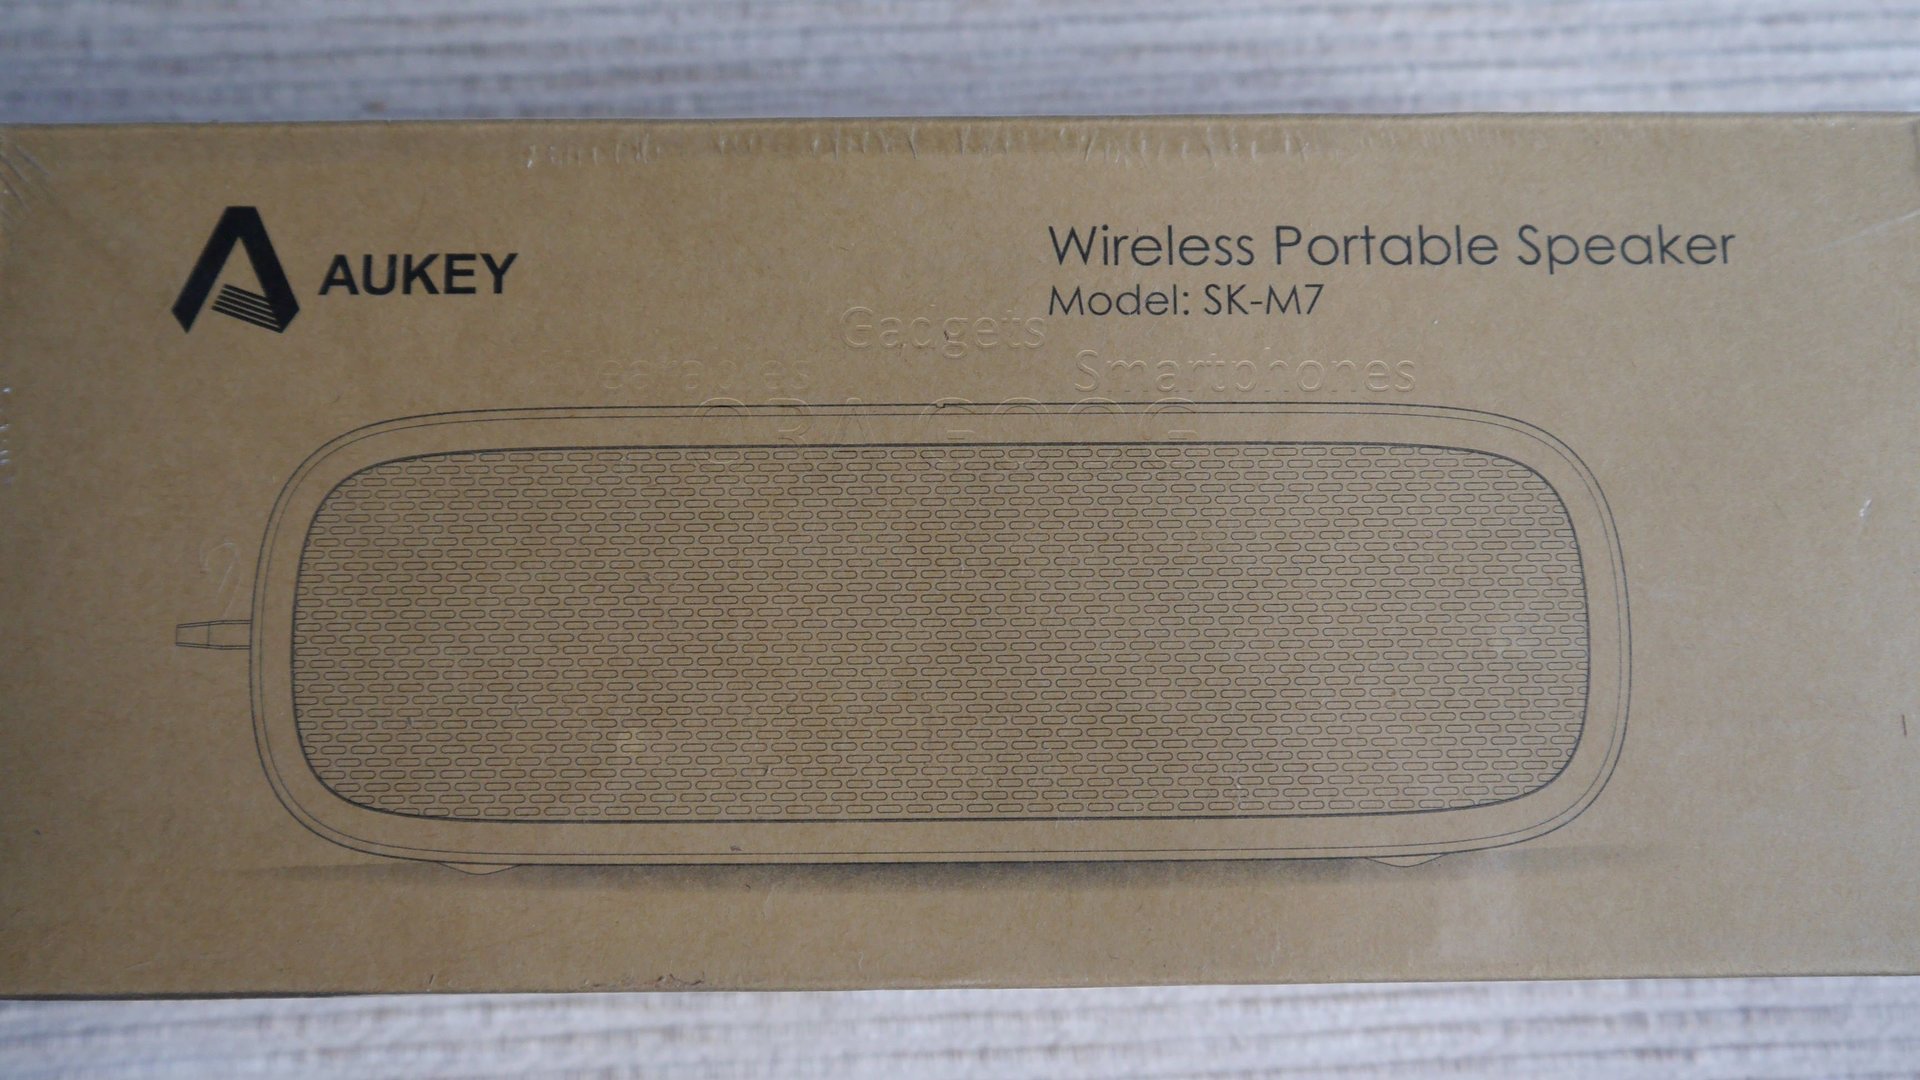 AUKEY
Wireless Portable Speaker
Model: SK-M7
Gadgets
Smartphones